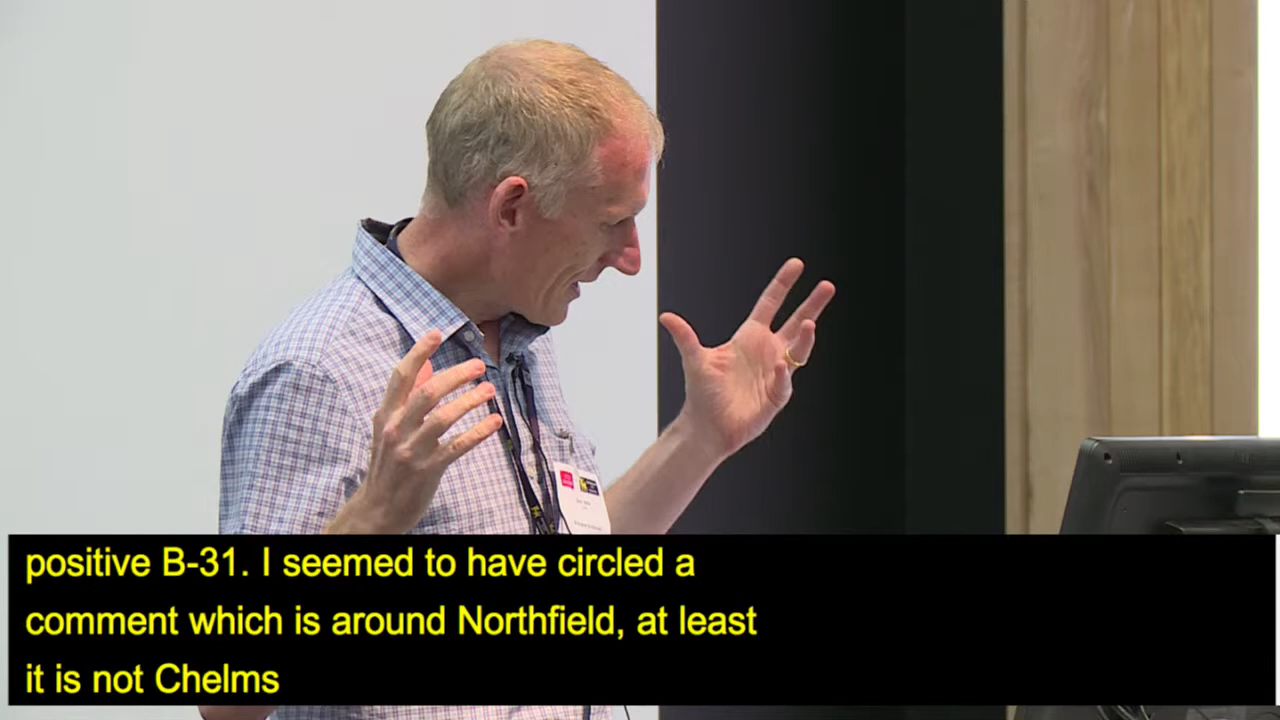 positive B-31. I seemed to have circled a
comment which is around Northfield, at least
it is not Chelms